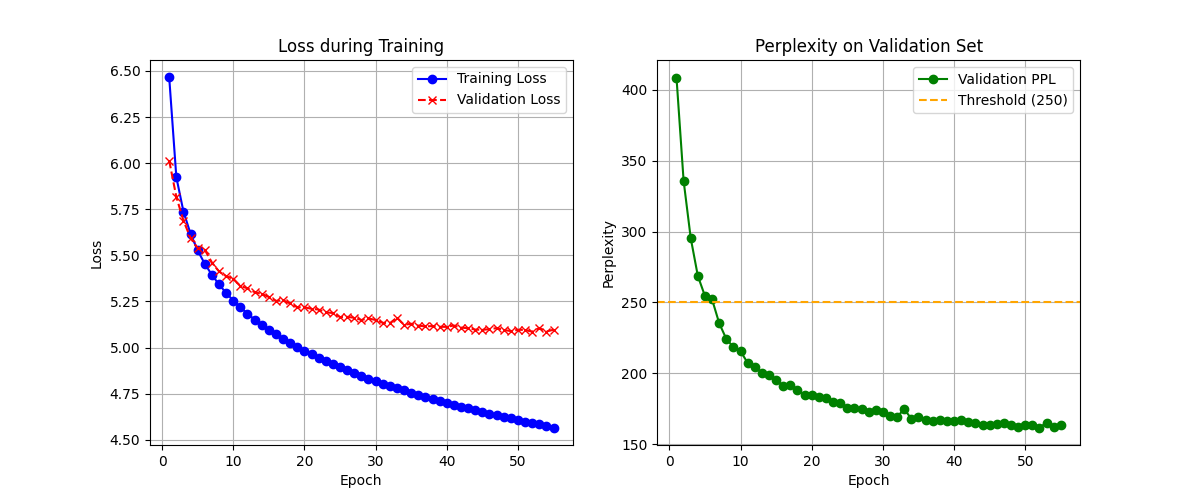 Loss during Training
Training Loss
Validation Loss
6.50
6.25
6.00
5.75
5.50
5.25
5.00
4.75
4.50
Loss
0 10 20 30 40 50
Epoch
Perplexity on Validation Set
Validation PPL
Threshold (250)
400
350
300
250
200
150
Perplexity
0 10 20 30 40 50
Epoch